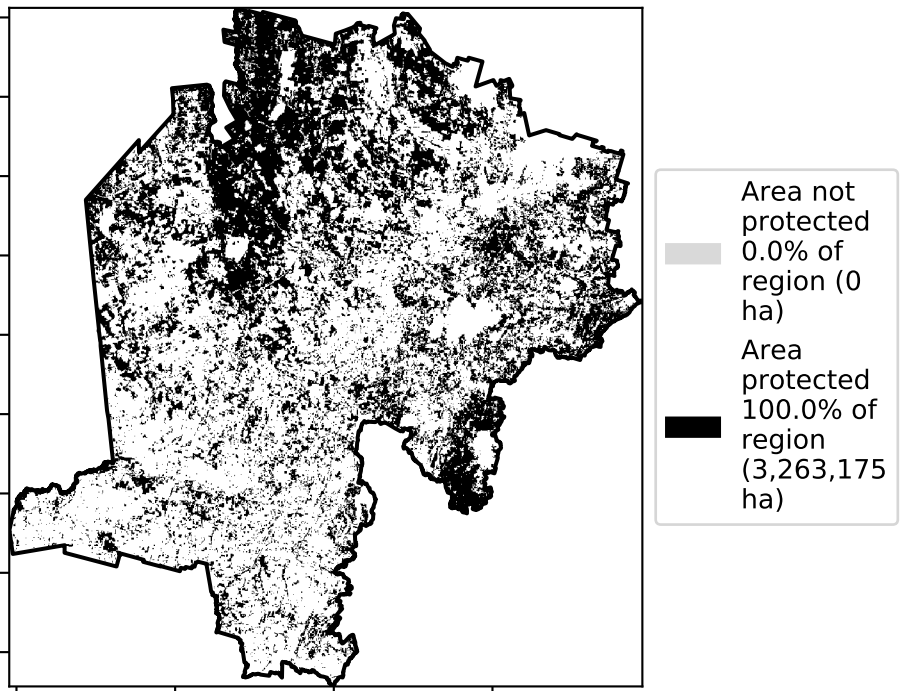 Area not
protected
0.0% of
region (0
ha)
Area
protected
100.0% of
region
(3,263,175
ha)